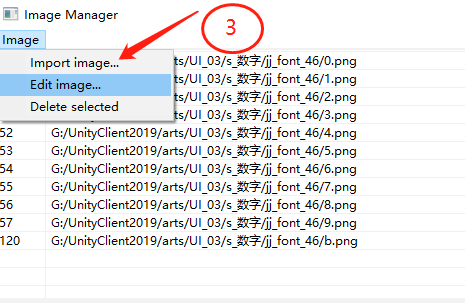 Image Manager
3
Image
Import image...
Edit image...
Delete selected
arts/UI_03/s_数字/jj_font_46/0.png
arts/UI_03/s_数字/jj_font_46/1.png
arts/UI_03/s_数字/jj_font_46/2.png
arts/UI_03/s_数字/jj_font_46/3.png
52 G:/UnityClient2019/arts/UI_03/s_数字/jj_font_46/4.png
53 G:/UnityClient2019/arts/UI_03/s_数字/jj_font_46/5.png
54 G:/UnityClient2019/arts/UI_03/s_数字/jj_font_46/6.png
55 G:/UnityClient2019/arts/UI_03/s_数字/jj_font_46/7.png
56 G:/UnityClient2019/arts/UI_03/s_数字/jj_font_46/8.png
57 G:/UnityClient2019/arts/UI_03/s_数字/jj_font_46/9.png
120 G:/UnityClient2019/arts/UI_03/s_数字/jj_font_46/b.png